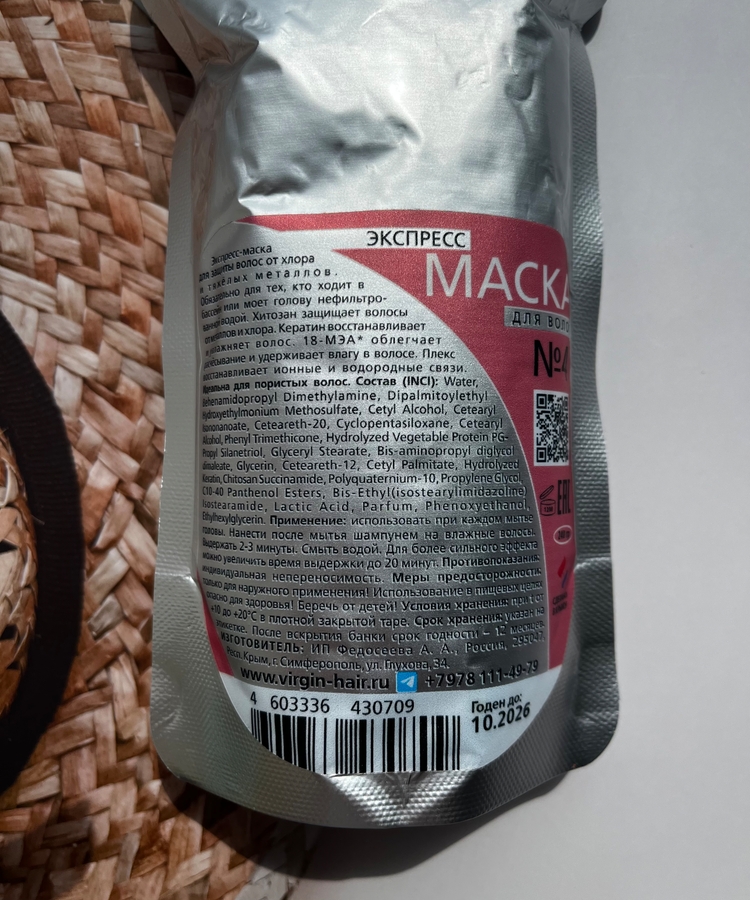 ЭКСПРЕСС
МАСКА
ДЛЯ ВОЛО
№4
Экспресс-маска
для защиты волос от хлора
и тяжёлых металлов.
Обязательно для тех, кто ходит в
бассейн или моет голову нефильтро-
ванной водой. Хитозан защищает волосы
от металлов и хлора. Кератин восстанавливает
и увлажняет волос. 18-МЭА* облегчает
расчёсывание и удерживает влагу в волосе. Плекс
восстанавливает ионные и водородные связи.
Идеальна для пористых волос. Состав (INCI): Water,
Behenamidopropyl Dimethylamine, Dipalmitoylethyl
Hydroxyethylmonium Methosulfate, Cetyl Alcohol, Cetearyl
Isononanoate, Ceteareth-20, Cyclopentasiloxane, Cetearyl
Alcohol, Phenyl Trimethicone, Hydrolyzed Vegetable Protein PG-
Propyl Silanetriol, Glyceryl Stearate, Bis-aminopropyl diglycol
dimaleate, Glycerin, Ceteareth-12, Cetyl Palmitate, Hydrolyzed
Keratin, Chitosan Succinamide, Polyquaternium-10, Propylene Glycol,
C10-40 Panthenol Esters, Bis-Ethyl(isostearylimidazoline)
Isostearamide, Lactic Acid, Parfum, Phenoxyethanol,
Ethylhexylglycerin. Применение: использовать при каждом мытье
головы. Нанести после мытья шампунем на влажные волосы.
Выдержать 2-3 минуты. Смыть водой. Для более сильного эффекта
можно увеличить время выдержки до 20 минут. Противопоказания:
индивидуальная непереносимость. Меры предосторожности:
только для наружного применения! Использование в пищевых целях
опасно для здоровья! Беречь от детей! Условия хранения: при t от
+10 до +20°С в плотной закрытой таре. Срок хранения: указан на
этикетке. После вскрытия банки срок годности – 12 месяцев.
ИЗГОТОВИТЕЛЬ: ИП Федосеева А. А., Россия, 295047,
Респ. Крым, г. Симферополь, ул. Глухова, 34.
www.virgin-hair.ru +7978 111-49-79
4 603336 430709
Годен до:
10.2026
EAC